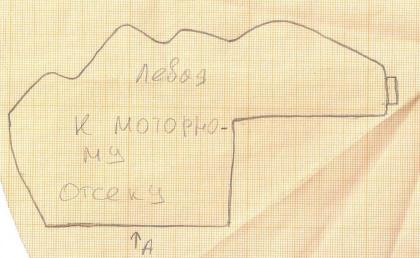 Левая
к моторно-
му
отсеку
↑А